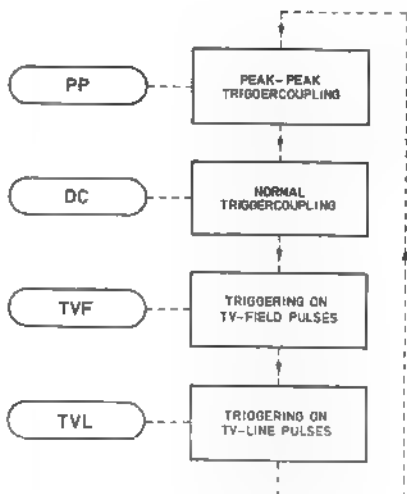 PP
PEAK-PEAK
TRIGGERCOUPLING
DC
NORMAL
TRIGGERCOUPLING
TVF
TRIGGERING ON
TV-FIELD PULSES
TVL
TRIGGERING ON
TV-LINE PULSES